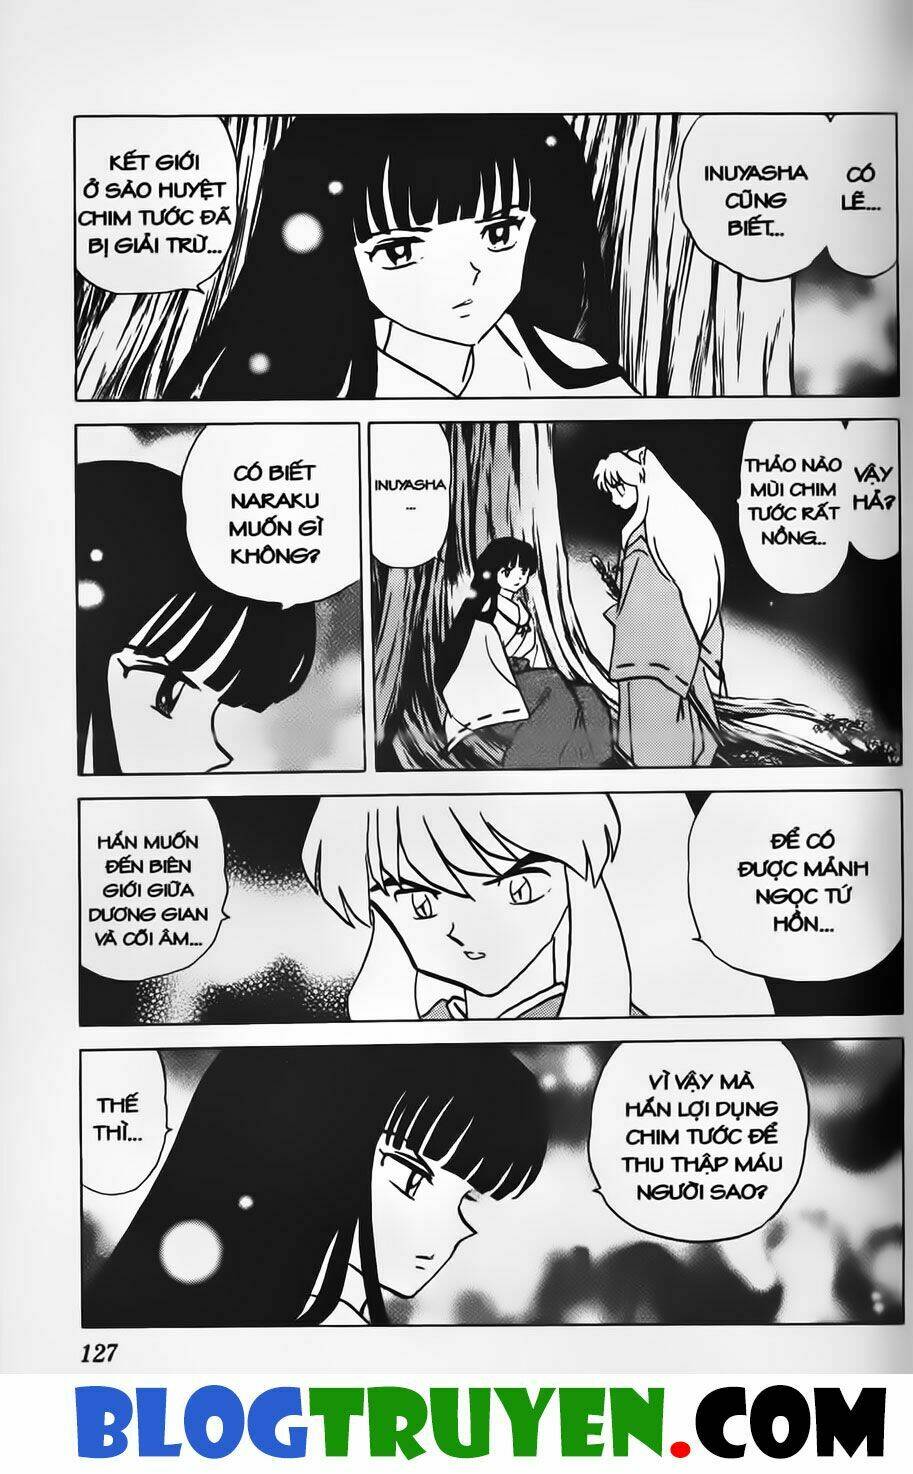 CÓ
LẼ...
INUYASHA
CŨNG
BIẾT...
KẾT GIỚI
Ở SÀO HUYỆT
CHIM TƯỚC ĐÃ
BỊ GIẢI TRỪ...
VẬY
HẢ?
THẢO NÀO
MÙI CHIM
TƯỚC RẤT
NỒNG...
INUYASHA
...
CÓ BIẾT
NARAKU
MUỐN GÌ
KHÔNG?
ĐỂ CÓ
ĐƯỢC MẢNH
NGỌC TỨ
HỒN...
HẮN MUỐN
ĐẾN BIÊN
GIỚI GIỮA
DƯƠNG GIAN
VÀ CÕI ÂM...
VÌ VẬY MÀ
HẮN LỢI DỤNG
CHIM TƯỚC ĐỂ
THU THẬP MÁU
NGƯỜI SAO?
THẾ
THÌ...
127
BLOGTRUYEN.COM